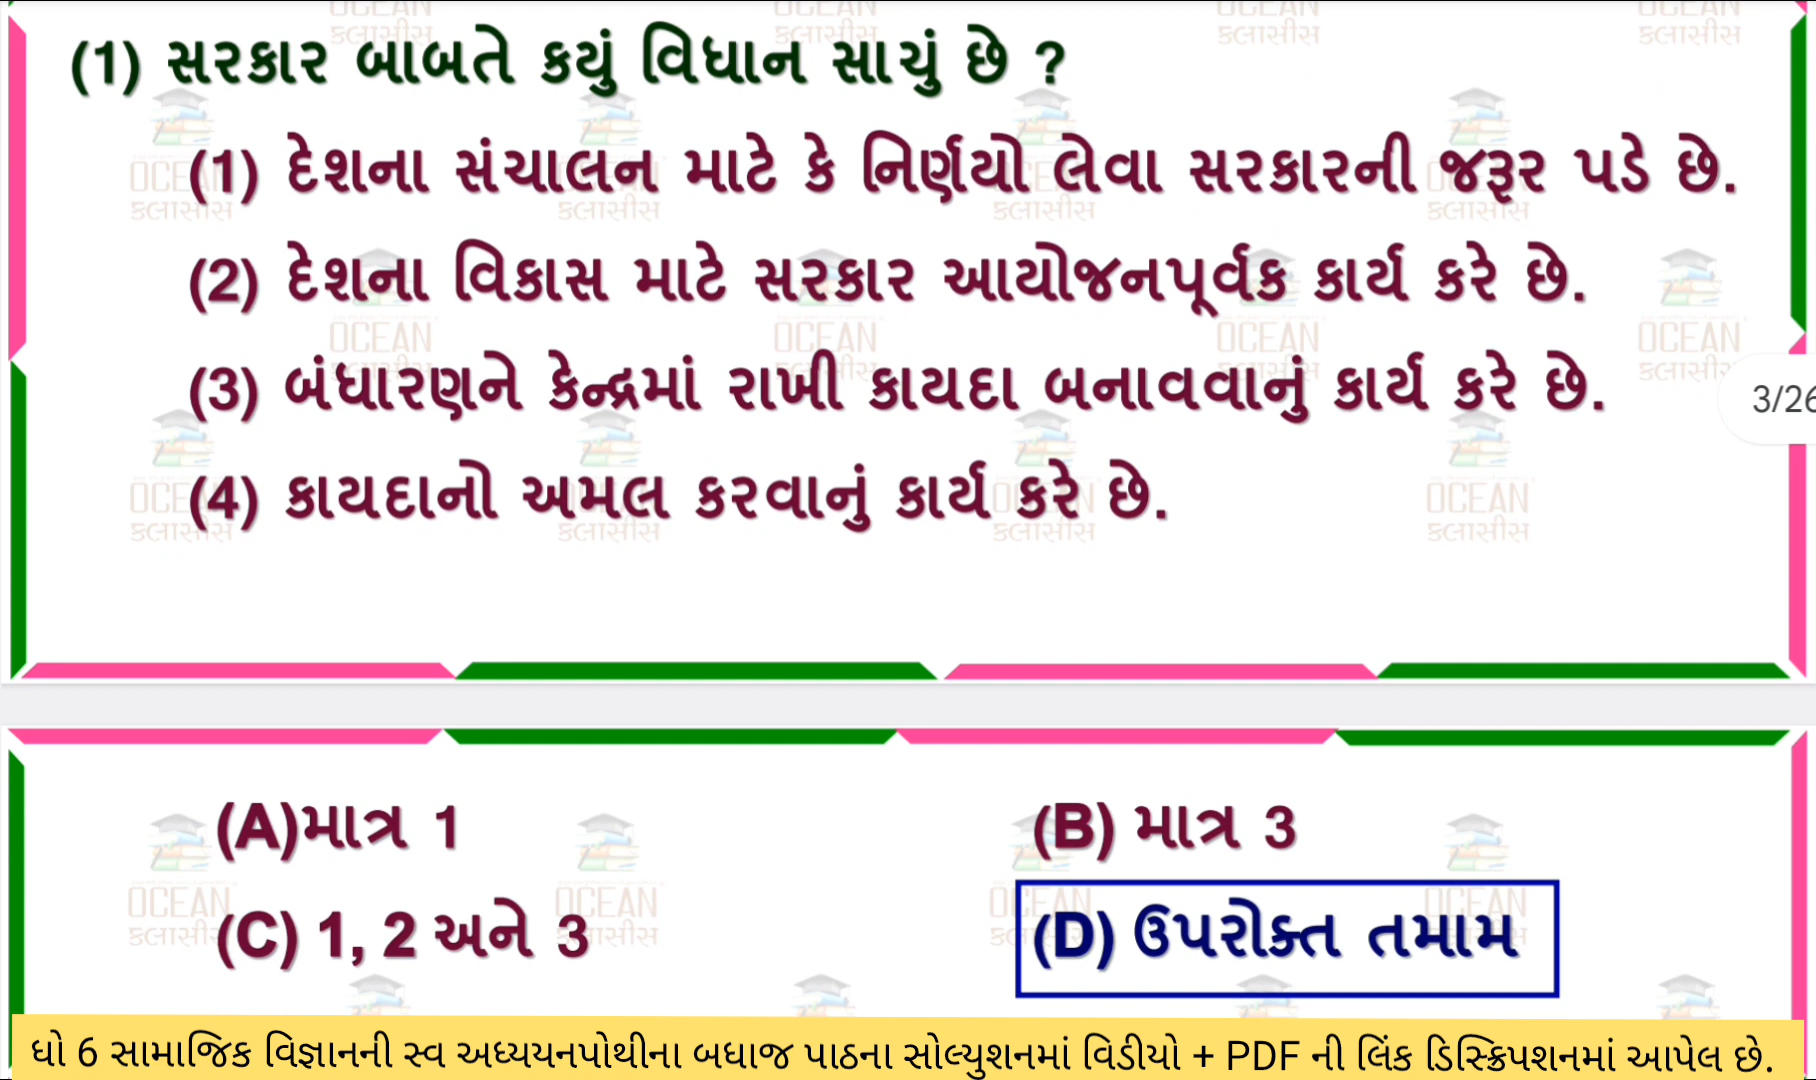 (1) સરકાર બાબતે કયું વિધાન સાચું છે ?
(1) દેશના સંચાલન માટે કે નિર્ણયો લેવા સરકારની જરૂર પડે છે.
(2) દેશના વિકાસ માટે સરકાર આયોજનપૂર્વક કાર્ય કરે છે.
(3) બંધારણને કેન્દ્રમાં રાખી કાયદા બનાવવાનું કાર્ય કરે છે.
3/26
(4) કાયદાનો અમલ કરવાનું કાર્ય કરે છે.
(A)માત્ર 1 (B) માત્ર 3
(C) 1, 2 અને 3 (D) ઉપરોક્ત તમામ
ધો 6 સામાજિક વિજ્ઞાનની સ્વ અધ્યયનપોથીના બધાજ પાઠના સોલ્યુશનમાં વિડીયો + PDF ની લિંક ડિસ્ક્રિપશનમાં આપેલ છે.
OCEAN
ક્લાસીસ